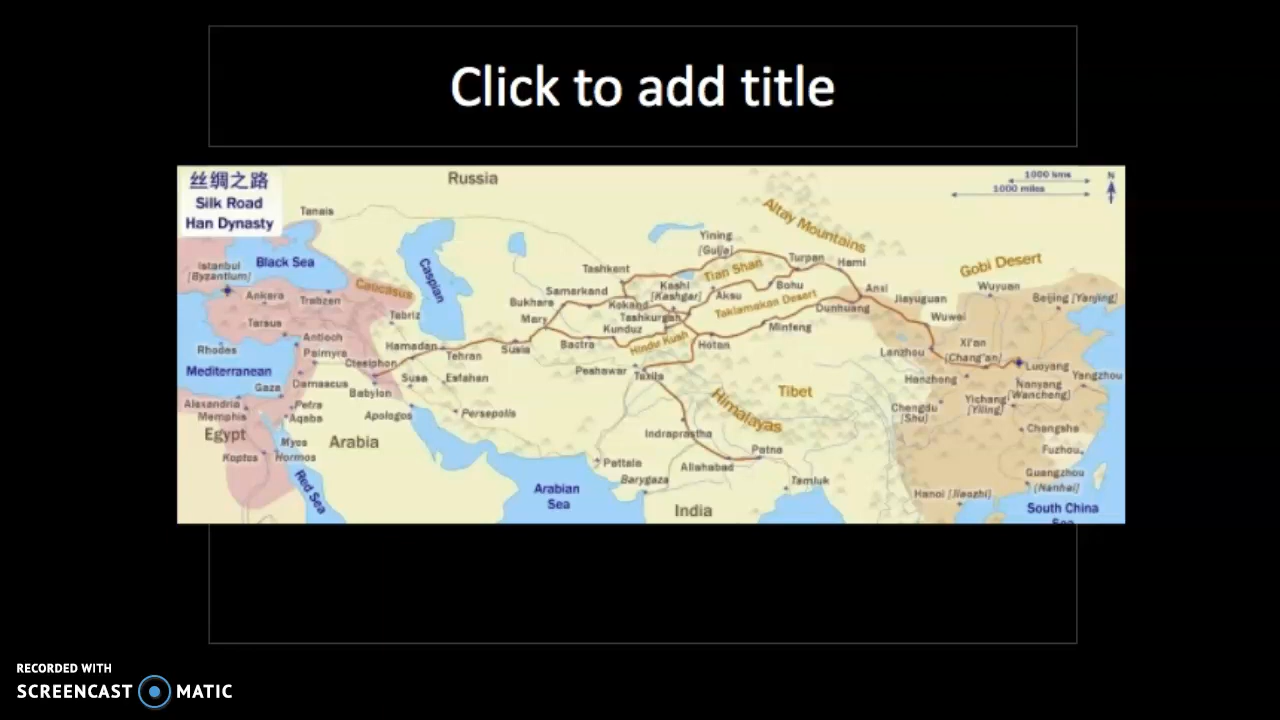 Click to add title
丝绸之路
Silk Road
Han Dynasty
Russia
1000 kms
N
1000 miles
Tanais
Altay Mountains
Yining
[Gulja]
Black Sea
Istanbul
[Byzantium]
Caspian
Tashkent
Tian Shan
Turpan
Hami
Gobi Desert
Caucasus
Samarkand
Kashi
[Kashgar]
Aksu
Bohu
Ansi
Wuyuan
Ankara
Trabzon
Bukhara
Kokand
Taklamakan Desert
Dunhuang
Jiayuguan
Beijing [Yanjing]
Tarsus
Tabriz
Mary
Tashkurgan
Kunduz
Minfeng
Wuwei
Antioch
Rhodes
Palmyra
Hamadan
Tehran
Susia
Bactra
Hindu Kush
Hotan
Lanzhou
Xi'an
[Chang'an]
Mediterranean
Ctesiphon
Peshawar
Taxila
Luoyang
Gaza
Damascus
Babylon
Susa
Esfahan
Himalayas
Tibet
Hanzhong
Nanyang
[Wancheng]
Yangzhou
Alexandria
Memphis
Petra
Aqaba
Apologos
Persepolis
Chengdu
[Shu]
Yichang
[Yiling]
Egypt
Koptos
Myos
Hormos
Arabia
Indraprastha
Patna
Changsha
Fuzhou
Red Sea
Pattala
Barygaza
Allahabad
Tamluk
Guangzhou
[Nanhai]
Arabian
Sea
India
Hanoi [Jiaozhi]
South China
Sea
RECORDED WITH
SCREENCAST MATIC